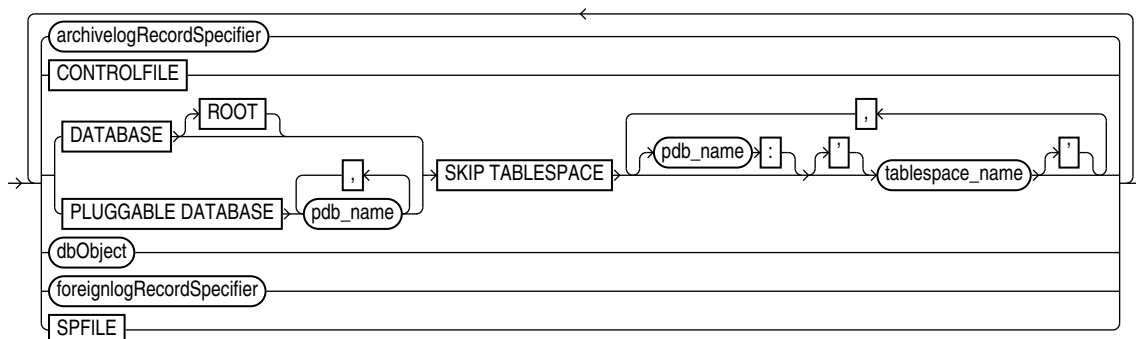 archivelogRecordSpecifier
CONTROLFILE
ROOT
,
DATABASE
pdb_name
:
’
’
,
SKIP TABLESPACE
tablespace_name
PLUGGABLE DATABASE
pdb_name
dbObject
foreignlogRecordSpecifier
SPFILE